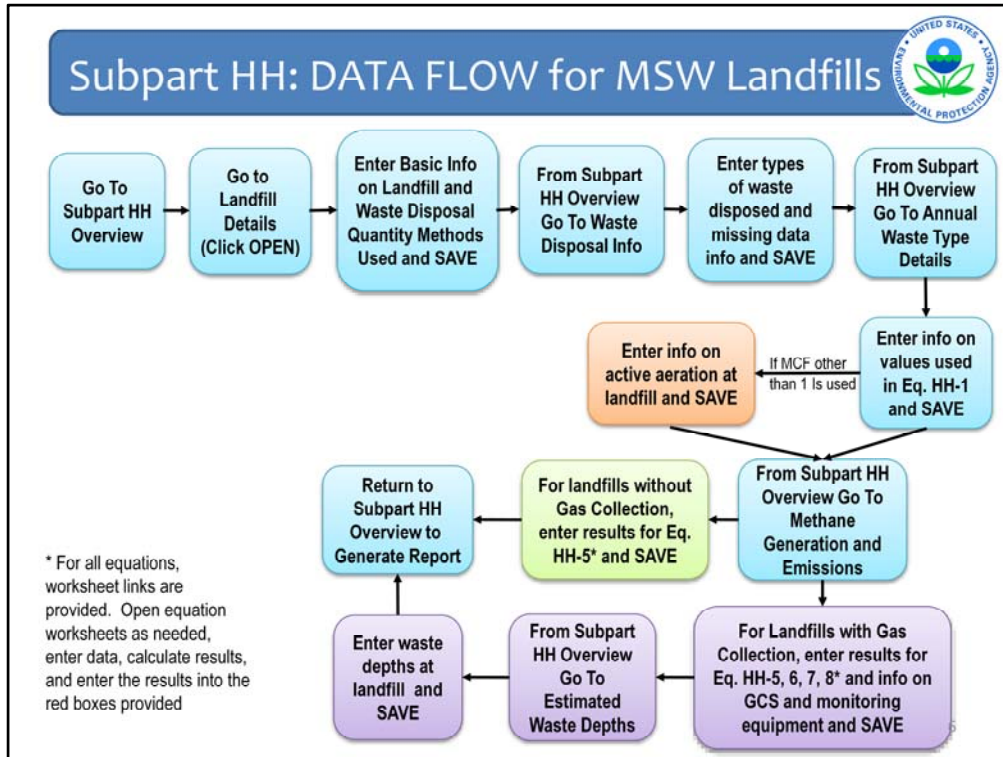 Subpart HH: DATA FLOW for MSW Landfills
UNITED STATES
ENVIRONMENTAL PROTECTION AGENCY
Go To
Subpart HH
Overview
Go to
Landfill
Details
(Click OPEN)
Enter Basic Info
on Landfill and
Waste Disposal
Quantity Methods
Used and SAVE
From Subpart
HH Overview
Go To Waste
Disposal Info
Enter types
of waste
disposed and
missing data
info and SAVE
From Subpart
HH Overview
Go To Annual
Waste Type
Details
Enter info on
values used
in Eq. HH-1
and SAVE
If MCF other
than 1 Is used
Enter info on
active aeration at
landfill and SAVE
From Subpart HH
Overview Go To
Methane
Generation and
Emissions
For landfills without
Gas Collection,
enter results for Eq.
HH-5* and SAVE
Return to
Subpart HH
Overview to
Generate Report
For Landfills with Gas
Collection, enter results for
Eq. HH-5, 6, 7, 8* and info on
GCS and monitoring
equipment and SAVE
From Subpart
HH Overview
Go To
Estimated
Waste Depths
Enter waste
depths at
landfill and
SAVE
* For all equations,
worksheet links are
provided. Open equation
worksheets as needed,
enter data, calculate results,
and enter the results into the
red boxes provided
6